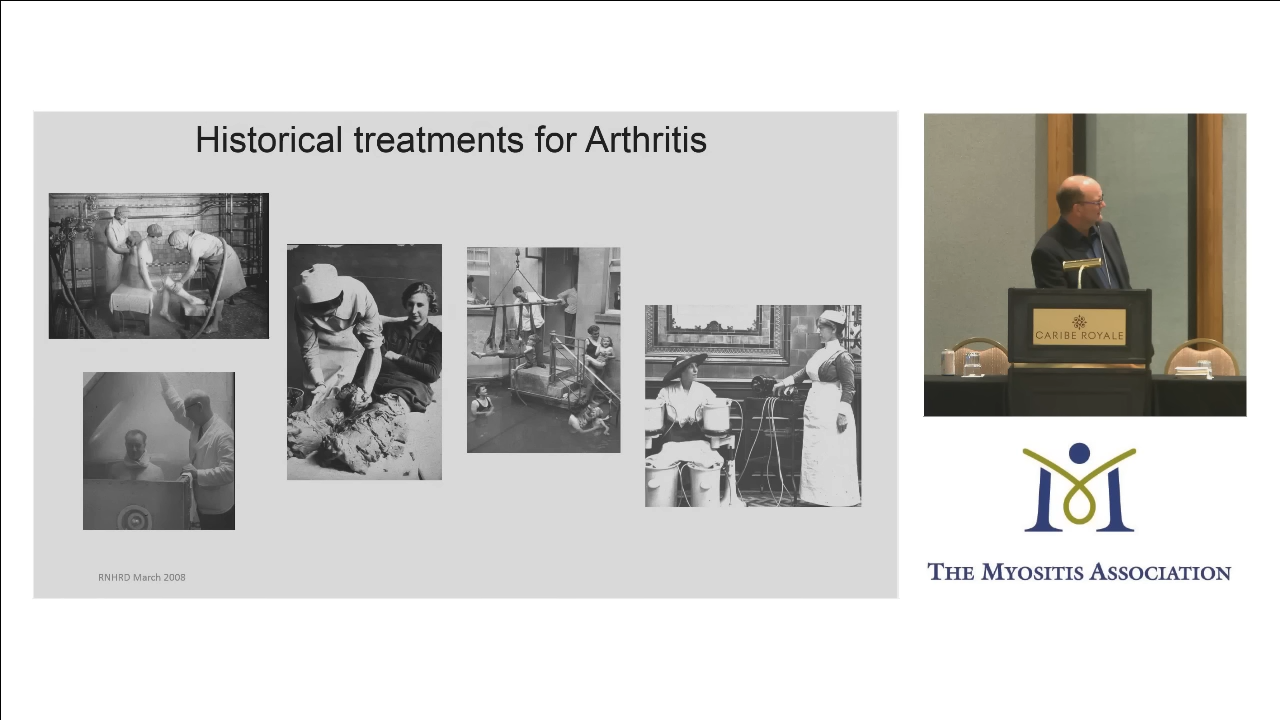 Historical treatments for Arthritis
RNHRD March 2008
CARIBE ROYALE
THE MYOSITIS ASSOCIATION